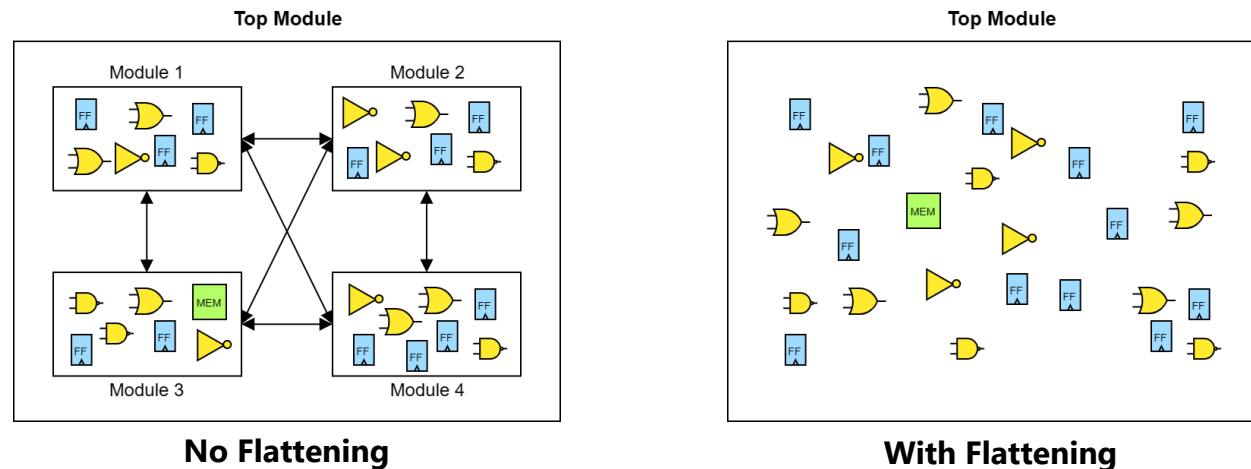 Top Module
Module 1
Module 2
FF
FF
FF
FF
FF
FF
MEM
FF
FF
FF
FF
FF
FF
Module 3
Module 4
No Flattening
Top Module
FF
FF
FF
FF
FF
MEM
FF
FF
FF
FF
FF
FF
FF
With Flattening